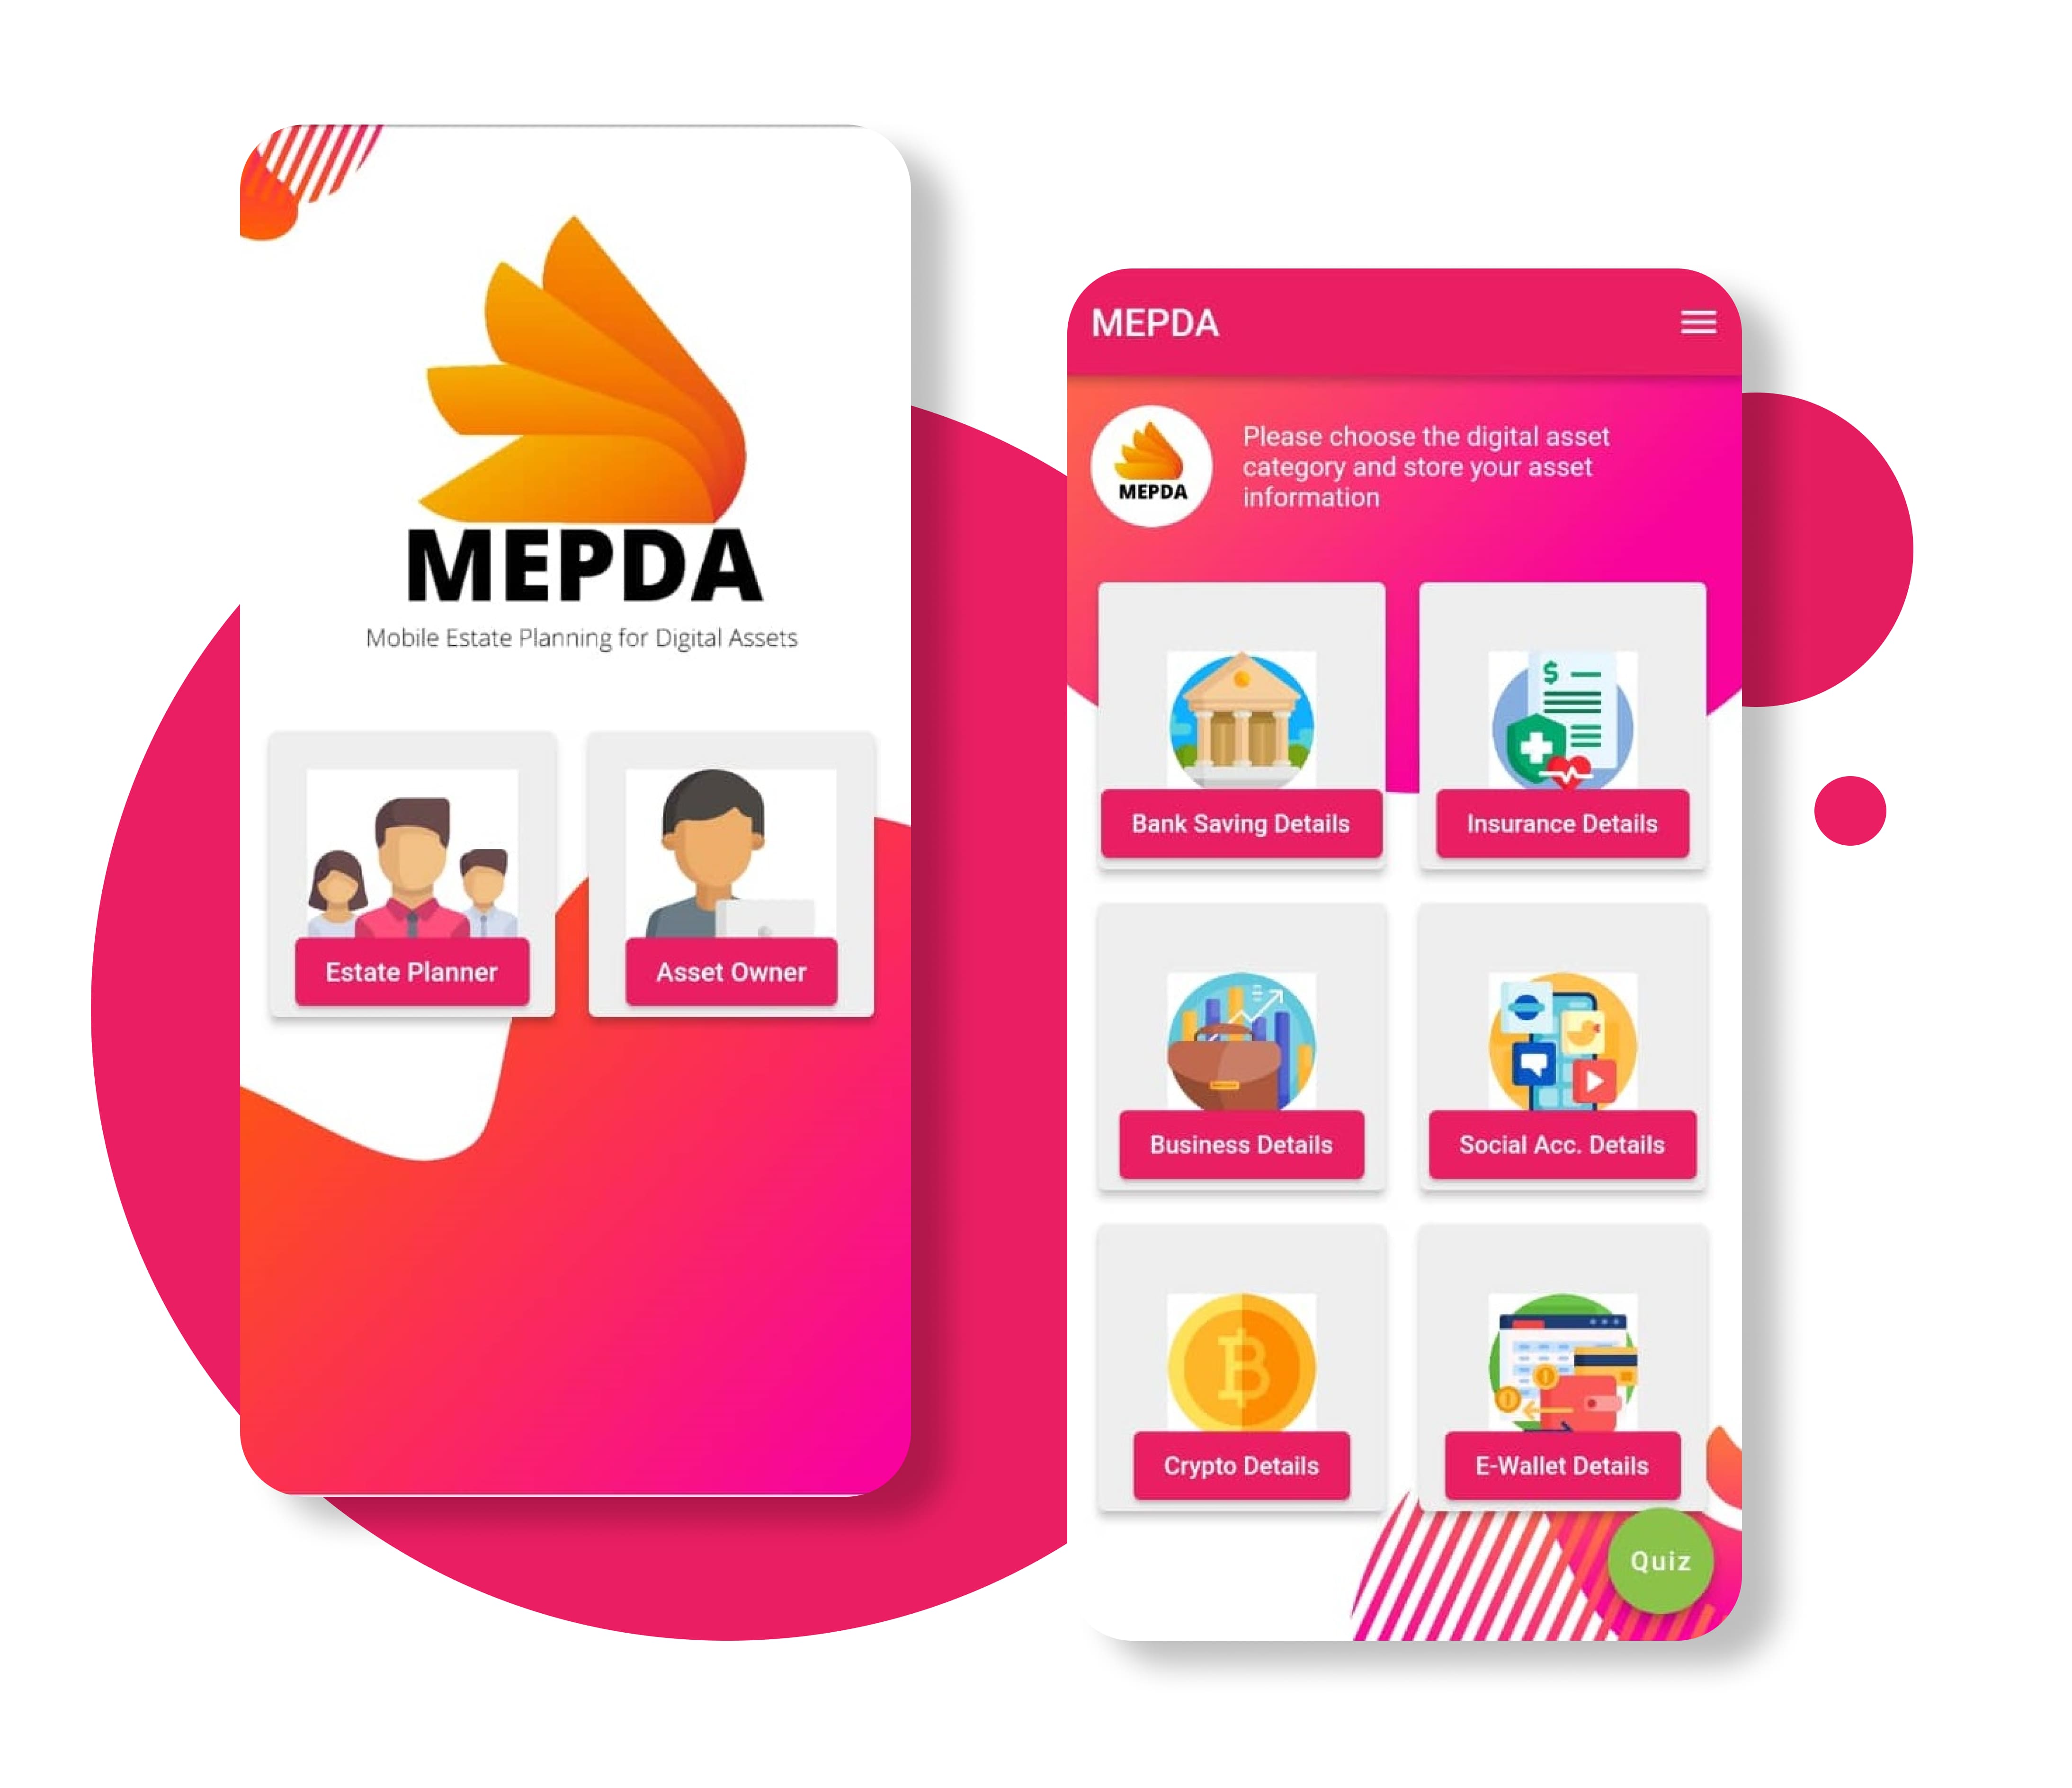 MEPDA
Mobile Estate Planning for Digital Assets
Estate Planner
Asset Owner
MEPDA
MEPDA
Please choose the digital asset
category and store your asset
information
Bank Saving Details
Insurance Details
Business Details
Social Acc. Details
Crypto Details
E-Wallet Details
Quiz